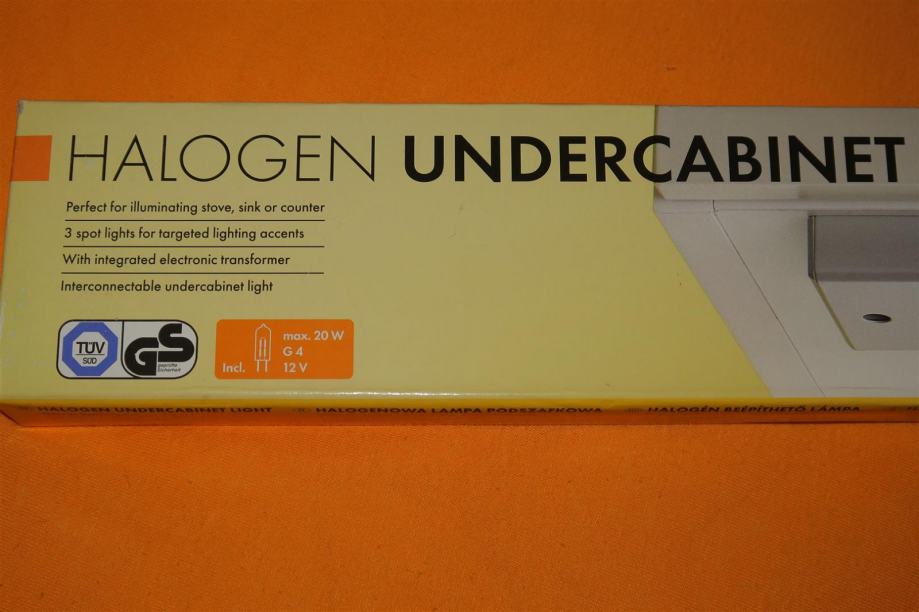 HALOGEN UNDERCABINET
Perfect for illuminating stove, sink or counter
3 spot lights for targeted lighting accents
With integrated electronic transformer
Interconnectable undercabinet light
TÜV
SÜD
GS
geprüfte
Sicherheit
max. 20 W
G 4
Incl. 12 V
HALOGEN UNDERCABINET LIGHT HALOGENOWA LAMPA PODSZAFKOWA HALOGÉN BEÉPÍTHETŐ LÁMPA